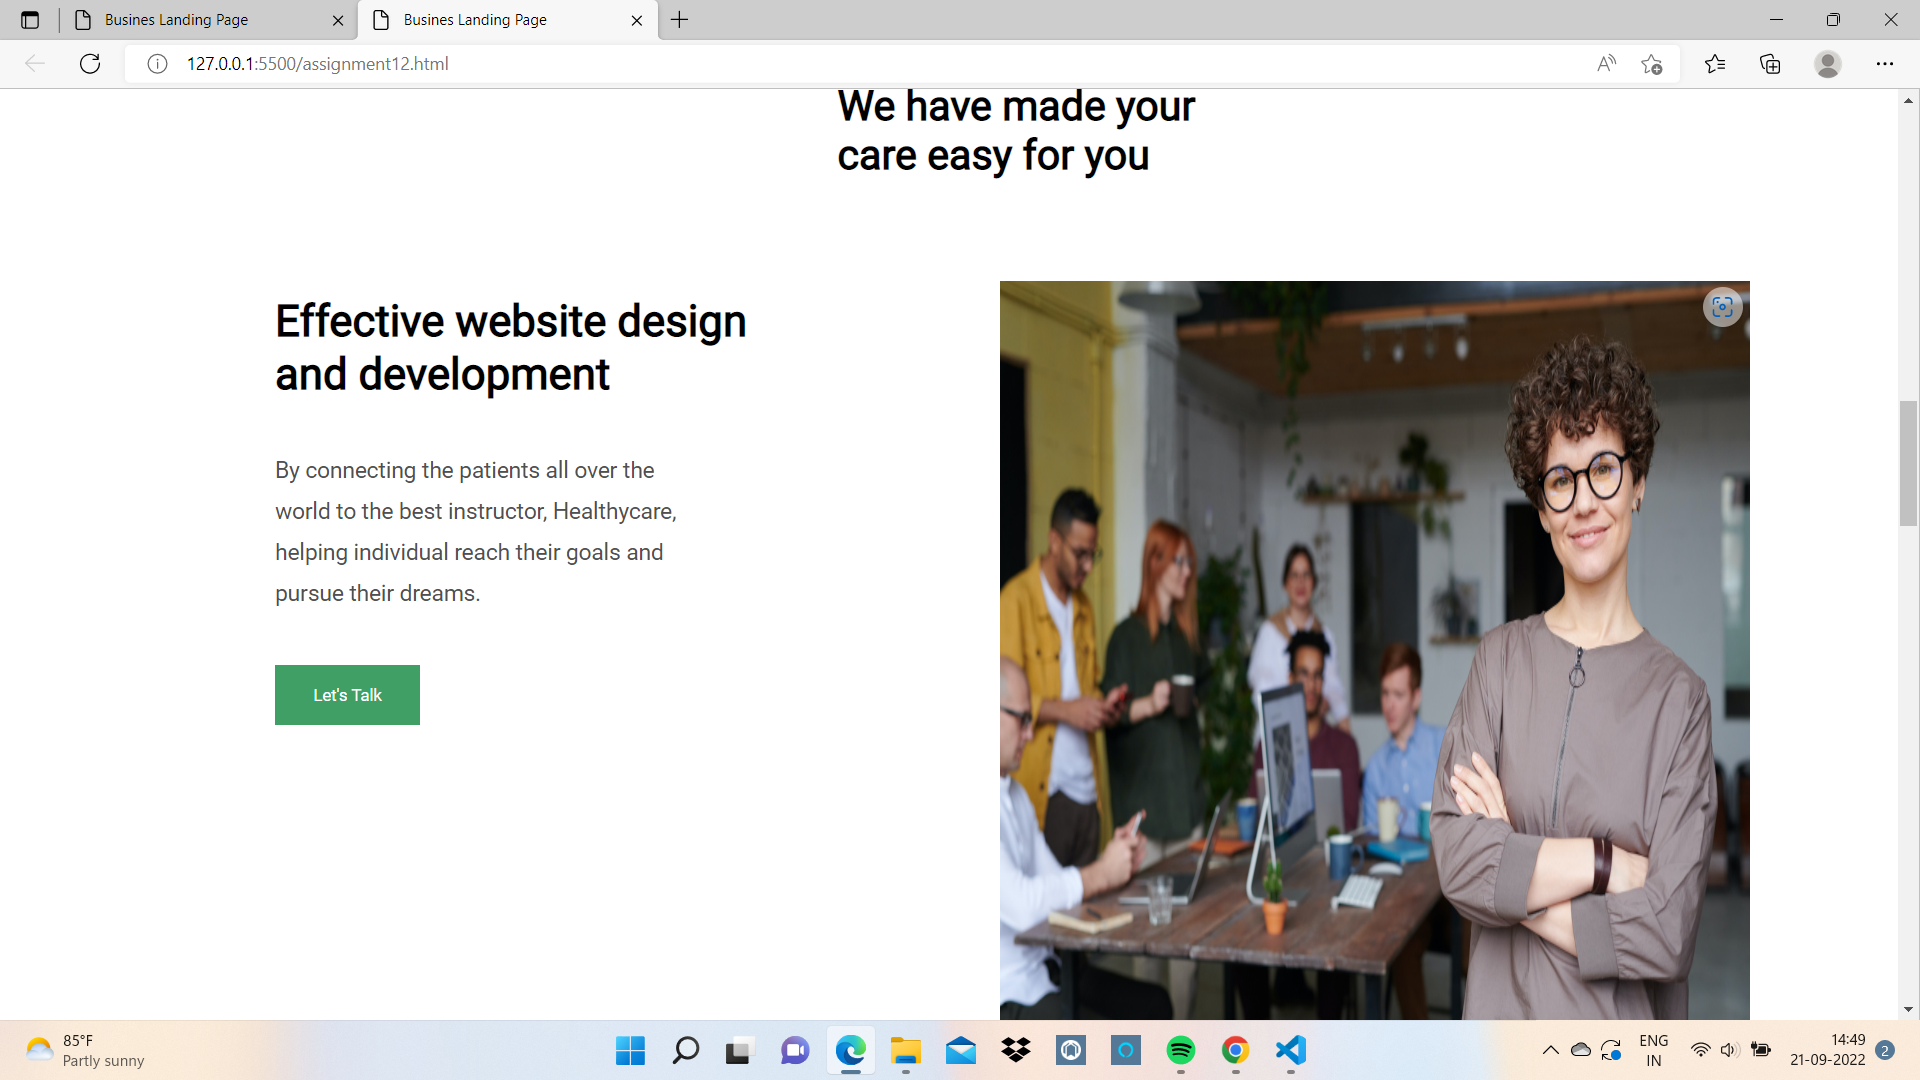 Busines Landing Page
Busines Landing Page
127.0.0.1:5500/assignment12.html
We have made your
care easy for you
Effective website design
and development
By connecting the patients all over the
world to the best instructor, Healthycare,
helping individual reach their goals and
pursue their dreams.
Let's Talk
85°F
Partly sunny
ENG
IN
14:49
21-09-2022
2